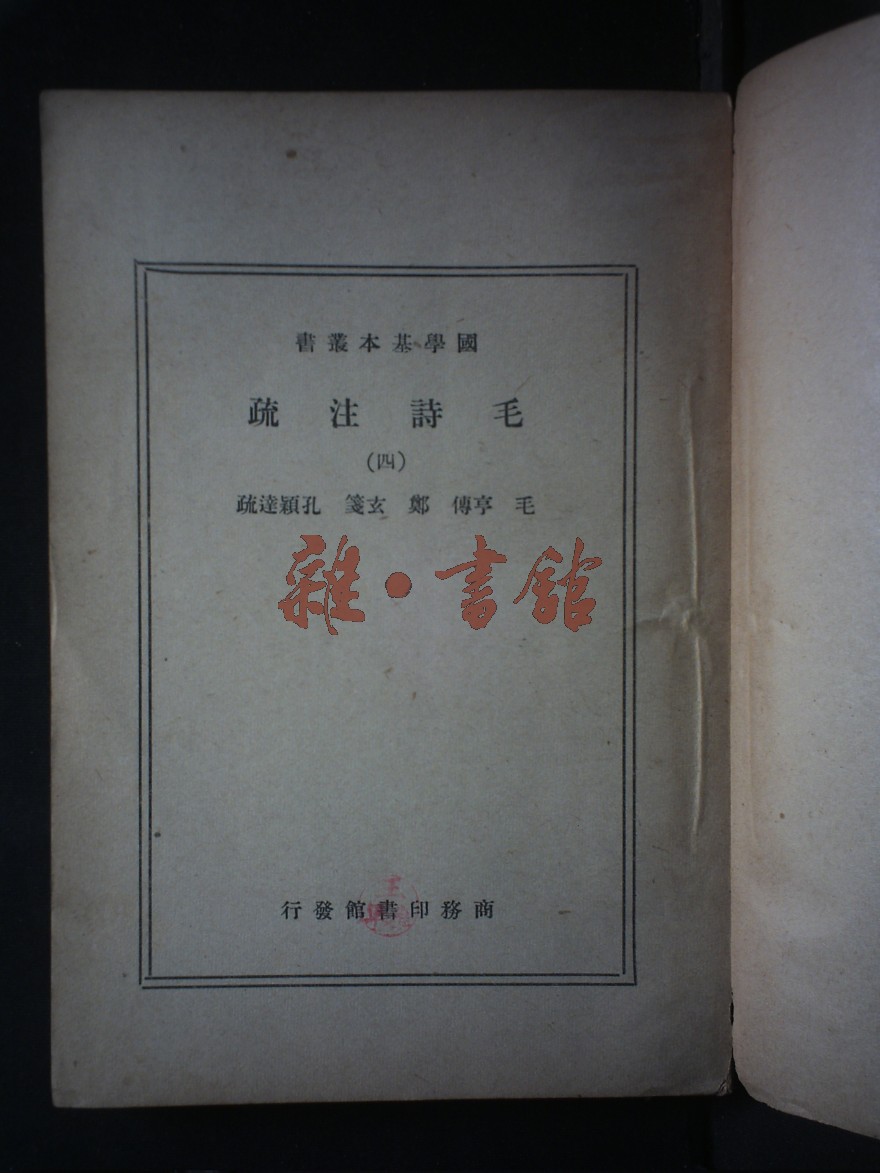 國學基本叢書
毛詩注疏
(四)
毛亨傳 鄭玄箋 孔穎達疏
雜·書館
商務印書館發行